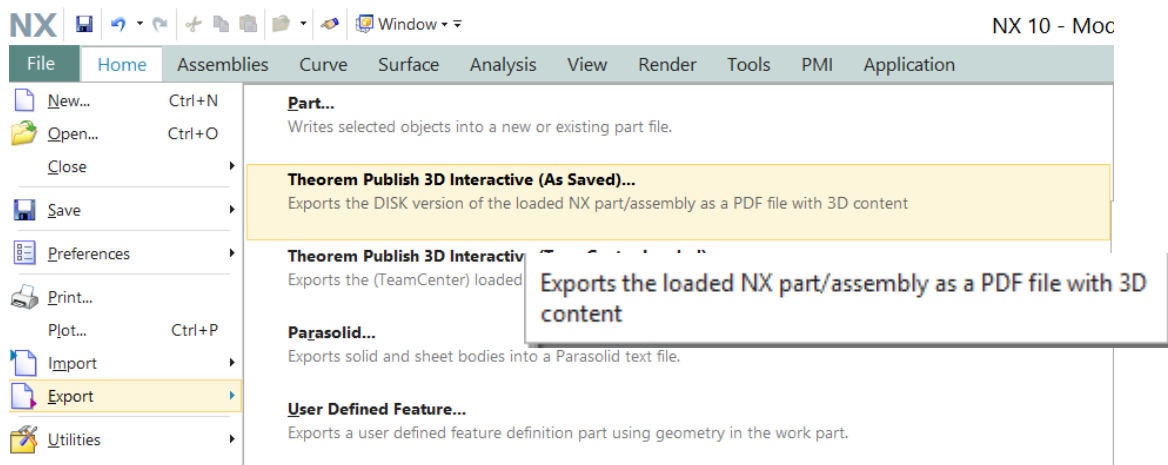 NX Window NX 10 - Mod
File Home Assemblies Curve Surface Analysis View Render Tools PMI Application
New... Ctrl+N
Open... Ctrl+O
Close
Save
Preferences
Print...
Plot... Ctrl+P
Import
Export
Utilities
Part...
Writes selected objects into a new or existing part file.
Theorem Publish 3D Interactive (As Saved)...
Exports the DISK version of the loaded NX part/assembly as a PDF file with 3D content
Theorem Publish 3D Interactiv
Exports the (TeamCenter) loaded
Exports the loaded NX part/assembly as a PDF file with 3D
content
Parasolid...
Exports solid and sheet bodies into a Parasolid text file.
User Defined Feature...
Exports a user defined feature definition part using geometry in the work part.